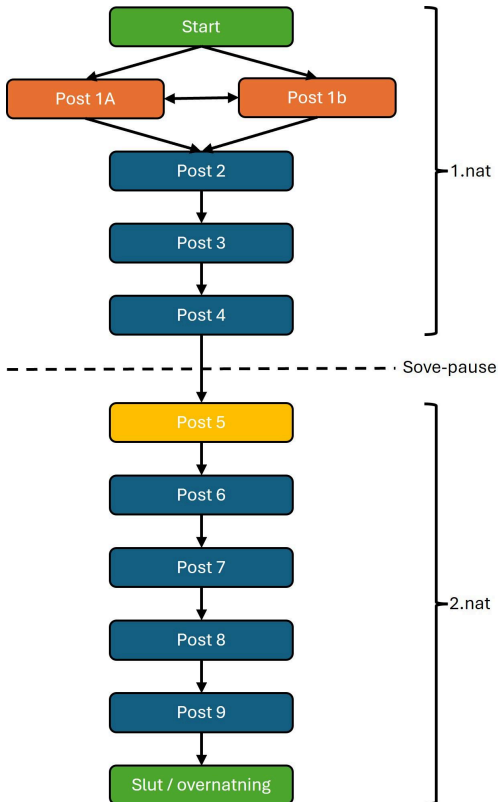 Start
Post 1A
Post 1b
Post 2
1.nat
Post 3
Post 4
Sove-pause
Post 5
Post 6
Post 7
2.nat
Post 8
Post 9
Slut / overnatning